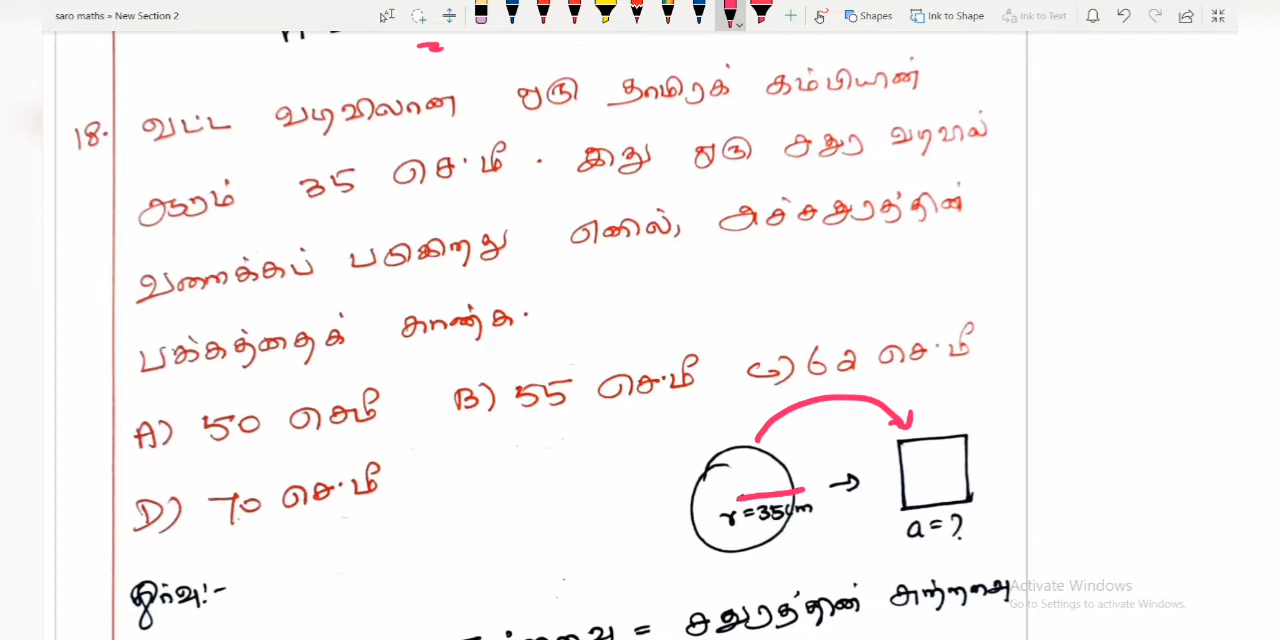 saro maths » New Section 2
Shapes
Ink to Shape
Ink to Text
18. வட்ட வடிவிலான ஒரு தாமிரக் கம்பியின்
ஆரம் 35 செ.மீ. இது ஒரு சதுர வடிவில்
வளைக்கப் படுகிறது எனில், அச்சதுரத்தின்
பக்கத்தைக் காண்க.
A) 50 செமீ B) 55 செ.மீ C) 62 செ.மீ
D) 70 செ.மீ
r=35cm
a=?
தீர்வு:-
= சதுரத்தின் சுற்றளவு
Activate Windows
Go to Settings to activate Windows.